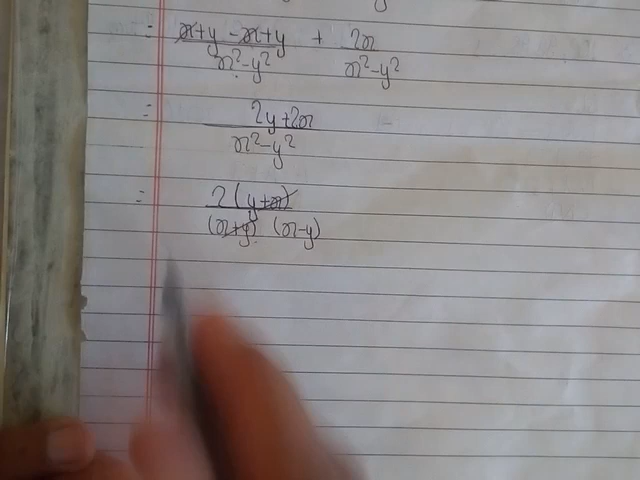 = x+y -x+y / x²-y² + 2x / x²-y²
= 2y+2x / x²-y²
= 2(y+x) / (x+y) (x-y)